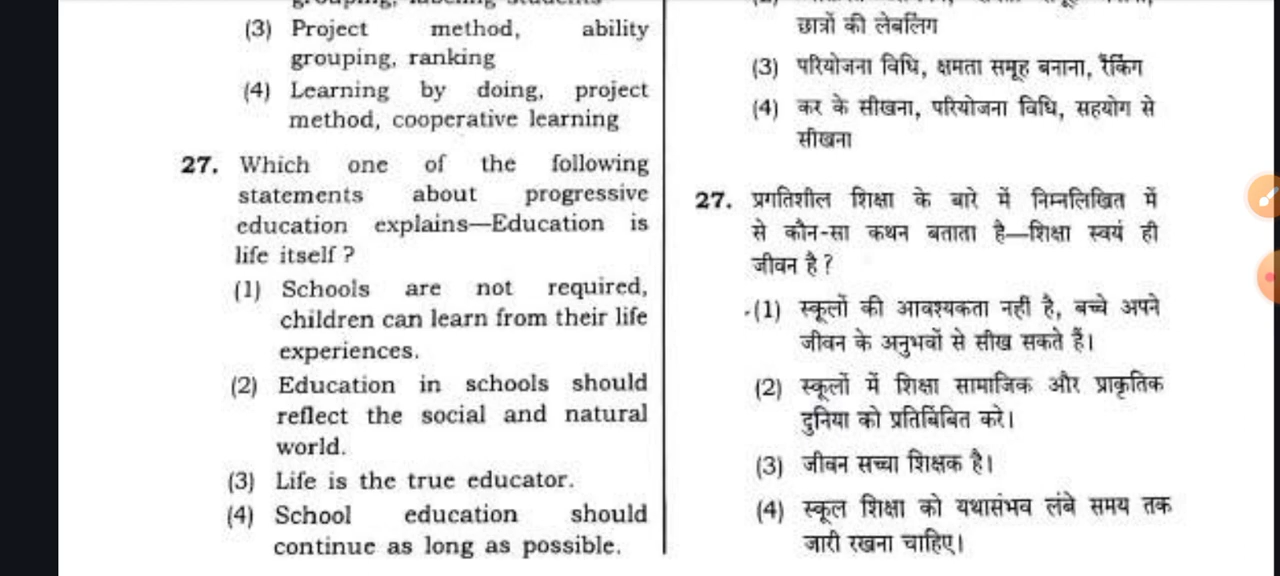 (3) Project method, ability
grouping, ranking
(4) Learning by doing, project
method, cooperative learning
27. Which one of the following
statements about progressive
education explains—Education is
life itself ?
(1) Schools are not required,
children can learn from their life
experiences.
(2) Education in schools should
reflect the social and natural
world.
(3) Life is the true educator.
(4) School education should
continue as long as possible.
छात्रों की लेबलिंग
(3) परियोजना विधि, क्षमता समूह बनाना, रैंकिंग
(4) कर के सीखना, परियोजना विधि, सहयोग से
सीखना
27. प्रगतिशील शिक्षा के बारे में निम्नलिखित में
से कौन-सा कथन बताता है—शिक्षा स्वयं ही
जीवन है ?
(1) स्कूलों की आवश्यकता नहीं है, बच्चे अपने
जीवन के अनुभवों से सीख सकते हैं।
(2) स्कूलों में शिक्षा सामाजिक और प्राकृतिक
दुनिया को प्रतिबिंबित करे।
(3) जीवन सच्चा शिक्षक है।
(4) स्कूल शिक्षा को यथासंभव लंबे समय तक
जारी रखना चाहिए।